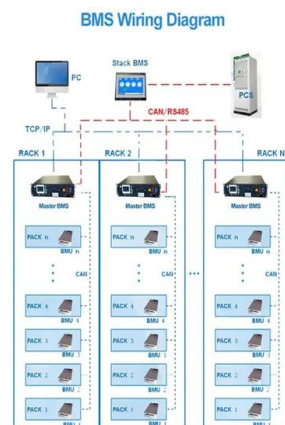 BMS Wiring Diagram
Stack BMS
PC
PCS
CAN/RS485
TCP/IP
RACK 1
RACK 2
RACK N
Master BMS
Master BMS
Master BMS
PACK n
PACK n
PACK n
BMU n
BMU n
BMU n
CAN
CAN
CAN
PACK 4
PACK 4
PACK 4
BMU 4
BMU 4
BMU 4
PACK 3
PACK 3
PACK 3
BMU 3
BMU 3
BMU 3
PACK 2
PACK 2
PACK 2
BMU 2
BMU 2
BMU 2
PACK 1
PACK 1
PACK 1